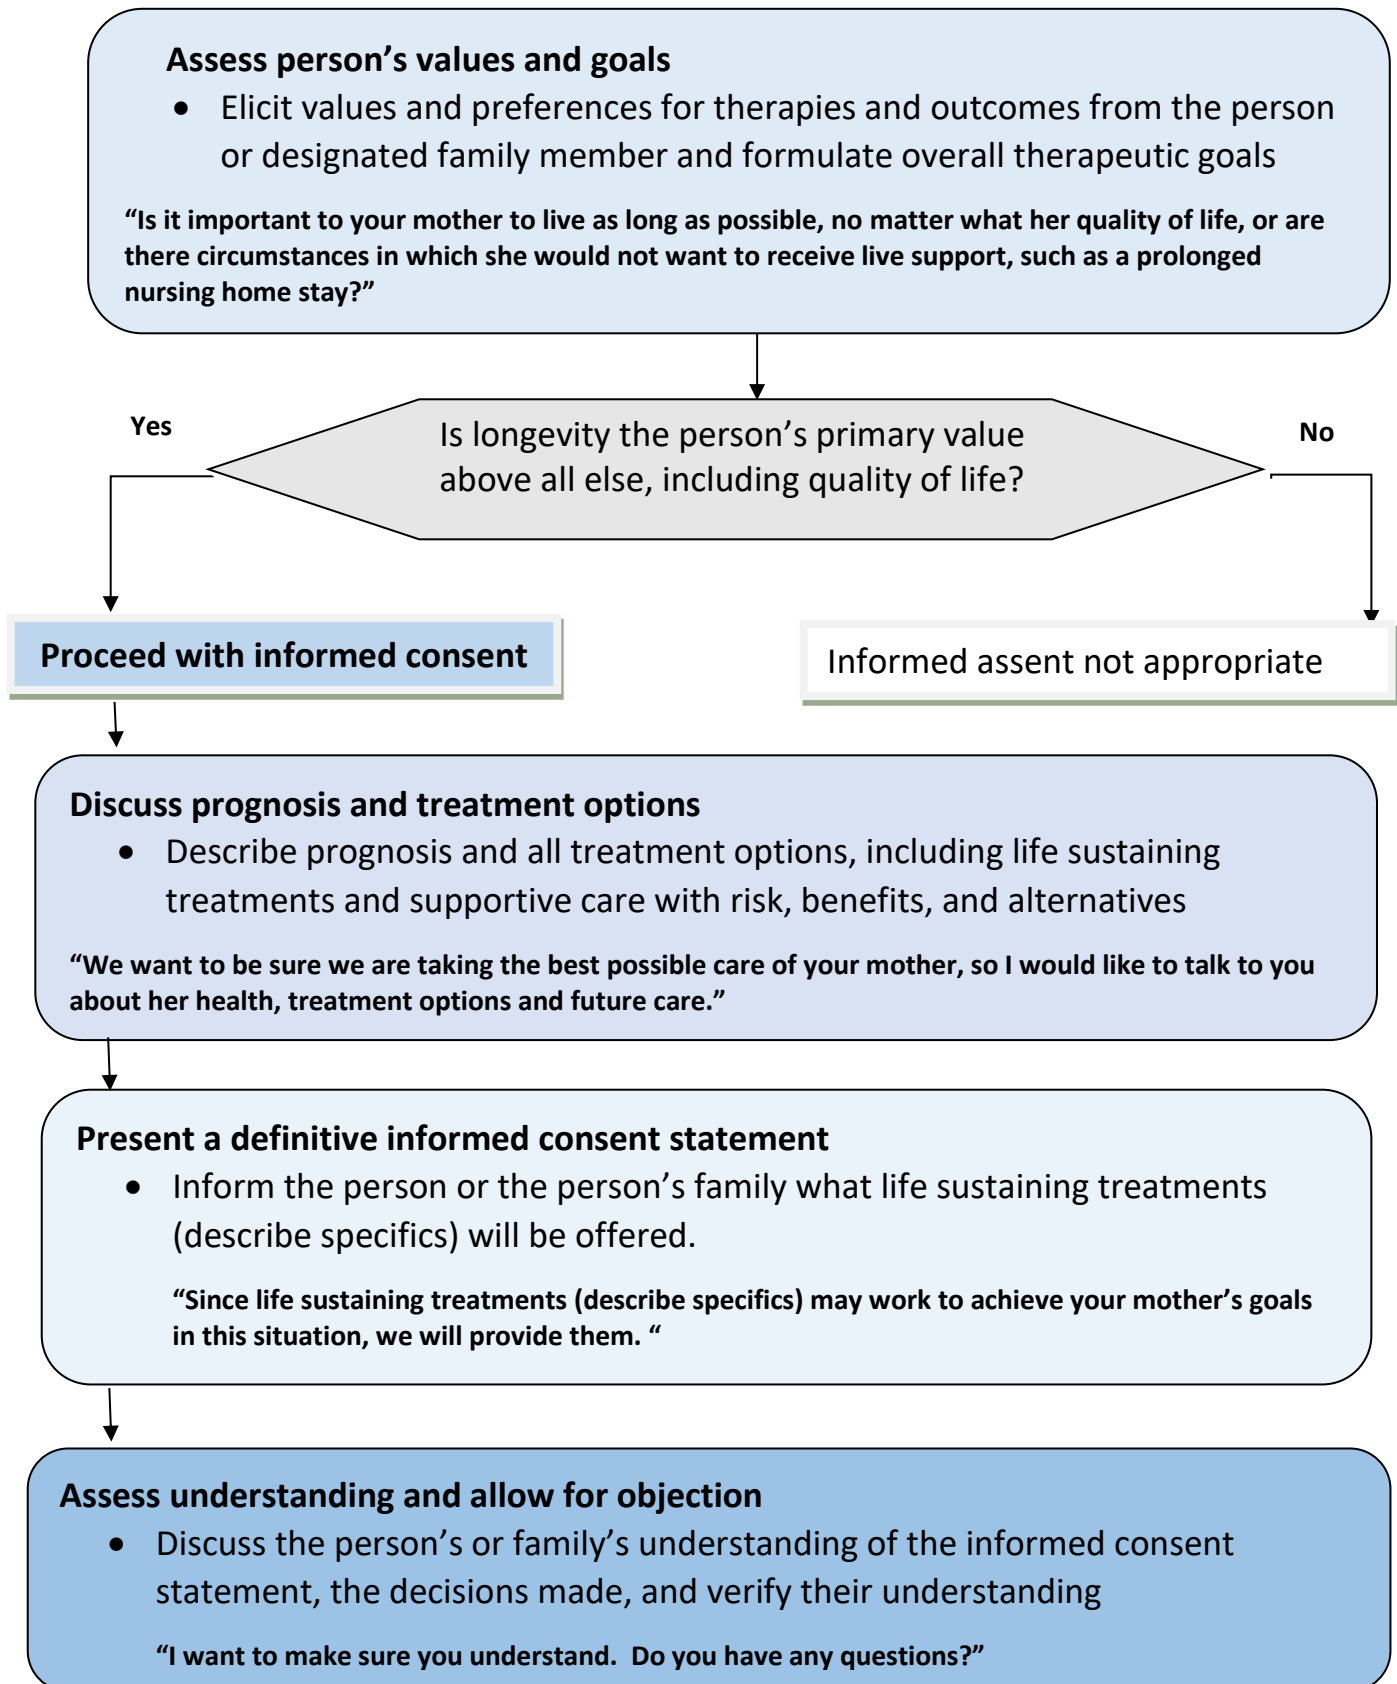 Assess person’s values and goals
• Elicit values and preferences for therapies and outcomes from the person
or designated family member and formulate overall therapeutic goals
“Is it important to your mother to live as long as possible, no matter what her quality of life, or are
there circumstances in which she would not want to receive live support, such as a prolonged
nursing home stay?”
Yes
Is longevity the person’s primary value
above all else, including quality of life?
No
Proceed with informed consent
Informed assent not appropriate
Discuss prognosis and treatment options
• Describe prognosis and all treatment options, including life sustaining
treatments and supportive care with risk, benefits, and alternatives
“We want to be sure we are taking the best possible care of your mother, so I would like to talk to you
about her health, treatment options and future care.”
Present a definitive informed consent statement
• Inform the person or the person’s family what life sustaining treatments
(describe specifics) will be offered.
“Since life sustaining treatments (describe specifics) may work to achieve your mother’s goals
in this situation, we will provide them. “
Assess understanding and allow for objection
• Discuss the person’s or family’s understanding of the informed consent
statement, the decisions made, and verify their understanding
“I want to make sure you understand.  Do you have any questions?”